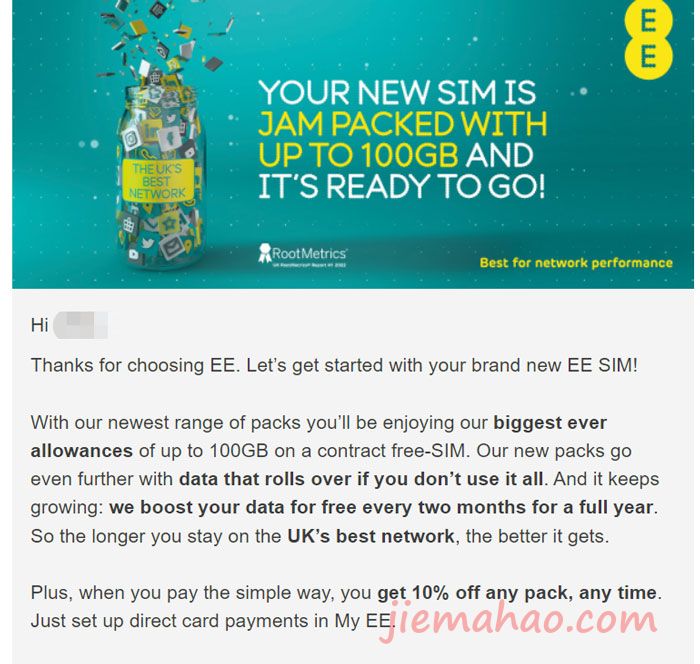 EE
YOUR NEW SIM IS
JAM PACKED WITH
UP TO 100GB AND
IT'S READY TO GO!
THE UK'S
BEST
NETWORK
RootMetrics®
UK RootMetrics® Report H1 2022
Best for network performance
Hi
Thanks for choosing EE. Let's get started with your brand new EE SIM!
With our newest range of packs you'll be enjoying our biggest ever
allowances of up to 100GB on a contract free-SIM. Our new packs go
even further with data that rolls over if you don't use it all. And it keeps
growing: we boost your data for free every two months for a full year.
So the longer you stay on the UK's best network, the better it gets.
Plus, when you pay the simple way, you get 10% off any pack, any time.
Just set up direct card payments in My EE.
jiemahao.com